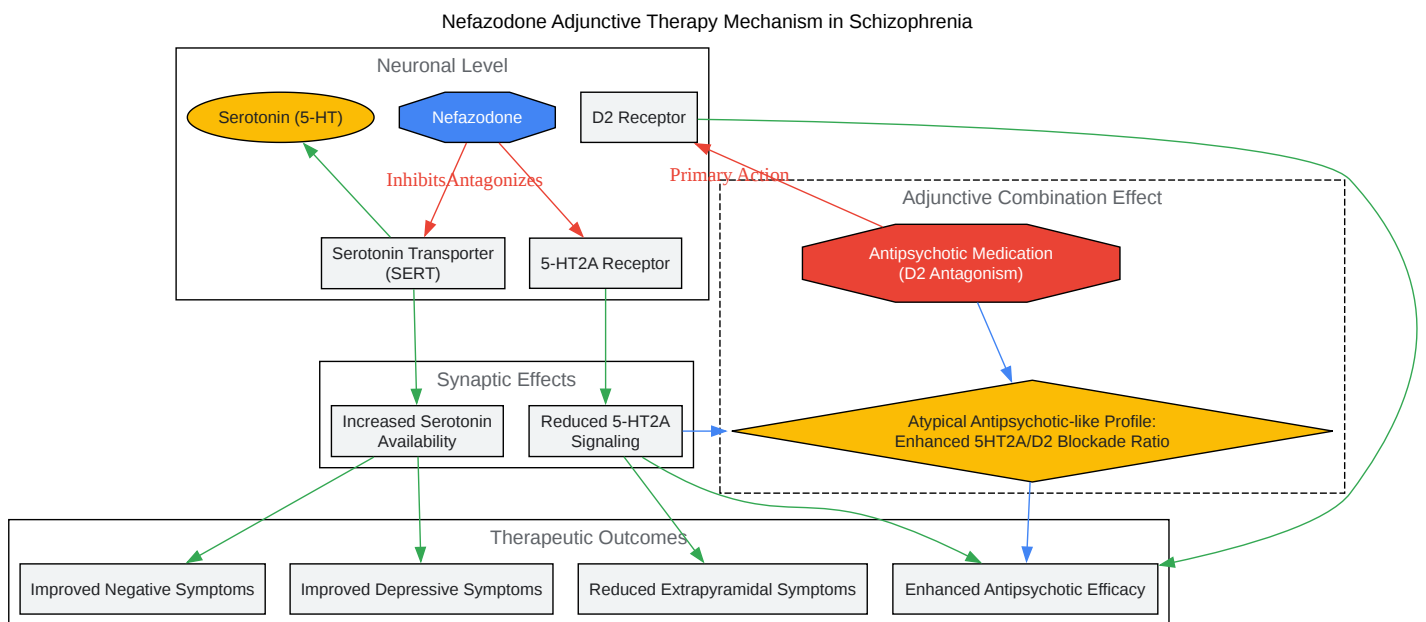 Nefazodone Adjunctive Therapy Mechanism in Schizophrenia
Neuronal Level
Serotonin (5-HT)
Nefazodone
D2 Receptor
Inhibits
Antagonizes
Primary Action
Serotonin Transporter
(SERT)
5-HT2A Receptor
Adjunctive Combination Effect
Antipsychotic Medication
(D2 Antagonism)
Synaptic Effects
Increased Serotonin
Availability
Reduced 5-HT2A
Signaling
Atypical Antipsychotic-like Profile:
Enhanced 5HT2A/D2 Blockade Ratio
Therapeutic Outcomes
Improved Negative Symptoms
Improved Depressive Symptoms
Reduced Extrapyramidal Symptoms
Enhanced Antipsychotic Efficacy